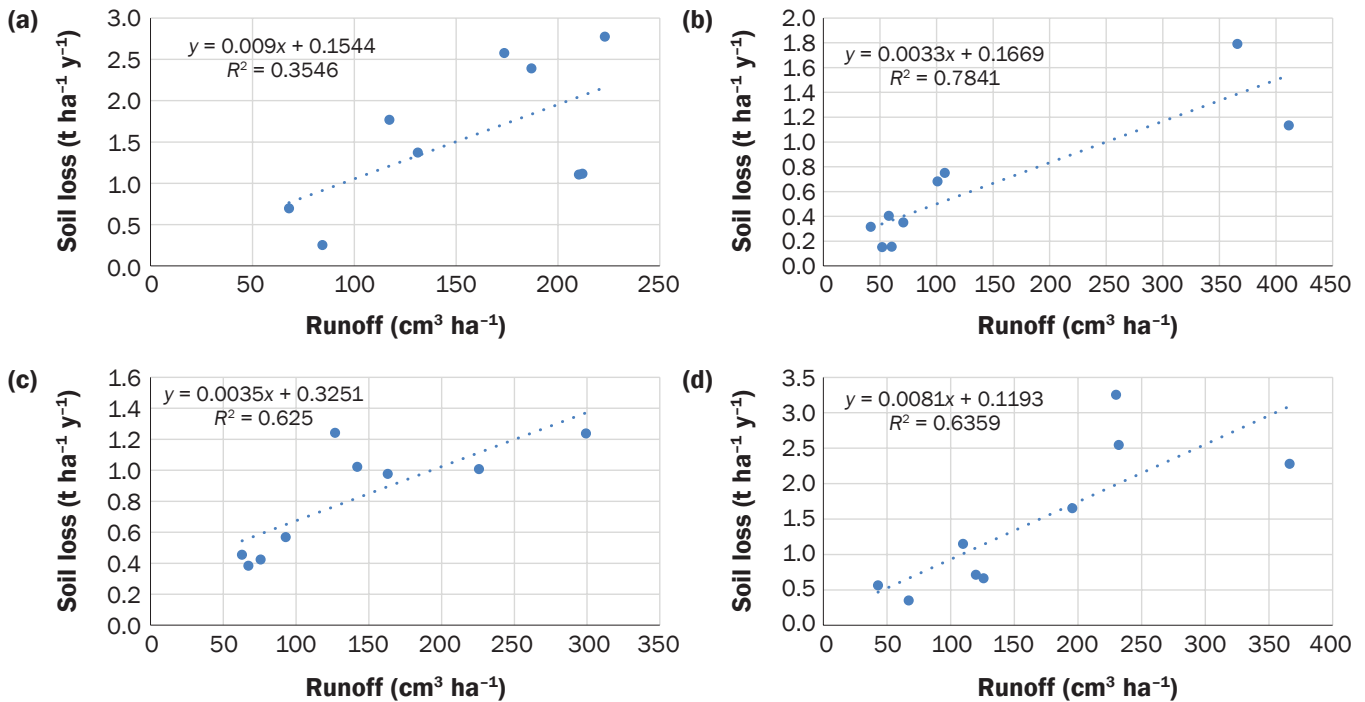 (a)
Soil loss (t ha⁻¹ y⁻¹)
3.0
2.5
2.0
1.5
1.0
0.5
0.0
y = 0.009x + 0.1544
R² = 0.3546
0 50 100 150 200 250
Runoff (cm³ ha⁻¹)
(b)
Soil loss (t ha⁻¹ y⁻¹)
2.0
1.8
1.6
1.4
1.2
1.0
0.8
0.6
0.4
0.2
0.0
y = 0.0033x + 0.1669
R² = 0.7841
0 50 100 150 200 250 300 350 400 450
Runoff (cm³ ha⁻¹)
(c)
Soil loss (t ha⁻¹ y⁻¹)
1.6
1.4
1.2
1.0
0.8
0.6
0.4
0.2
0.0
y = 0.0035x + 0.3251
R² = 0.625
0 50 100 150 200 250 300 350
Runoff (cm³ ha⁻¹)
(d)
Soil loss (t ha⁻¹ y⁻¹)
3.5
3.0
2.5
2.0
1.5
1.0
0.5
0.0
y = 0.0081x + 0.1193
R² = 0.6359
0 50 100 150 200 250 300 350 400
Runoff (cm³ ha⁻¹)